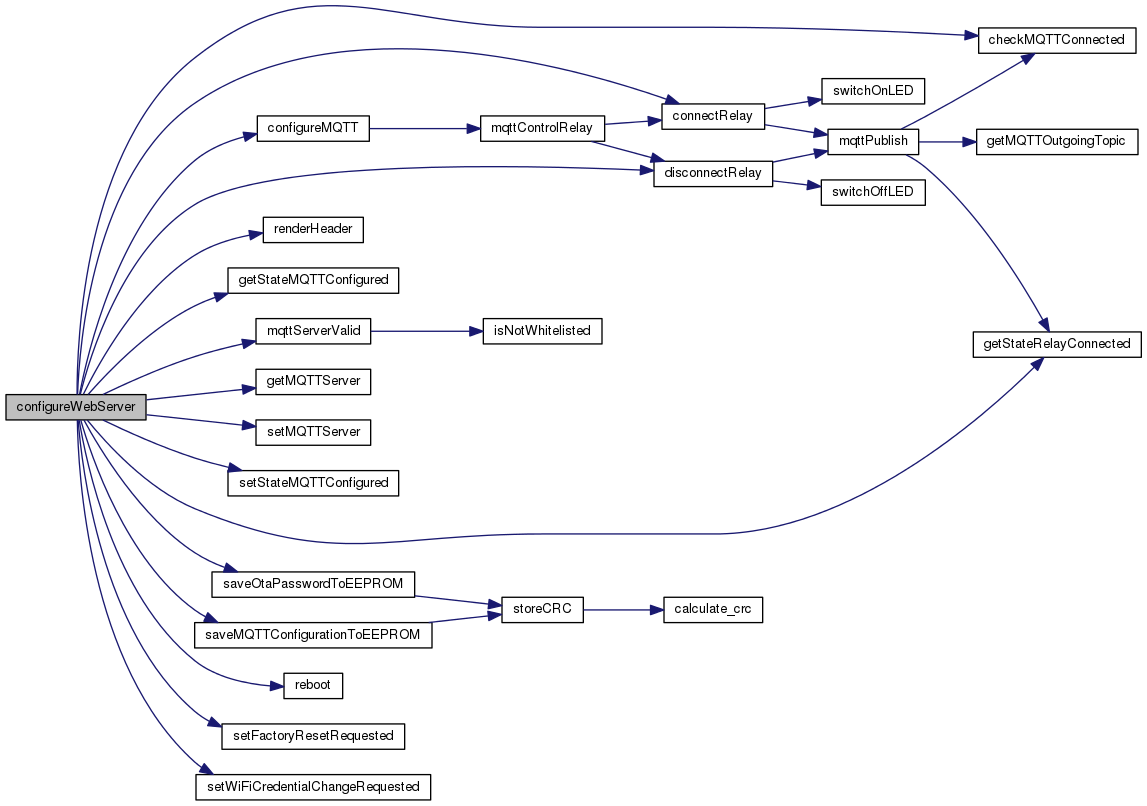 checkMQTTConnected
switchOnLED
connectRelay
configureMQTT
mqttControlRelay
mqttPublish
getMQTTOutgoingTopic
disconnectRelay
switchOffLED
renderHeader
getStateMQTTConfigured
mqttServerValid
isNotWhitelisted
getStateRelayConnected
getMQTTServer
configureWebServer
setMQTTServer
setStateMQTTConfigured
saveOtaPasswordToEEPROM
storeCRC
calculate_crc
saveMQTTConfigurationToEEPROM
reboot
setFactoryResetRequested
setWiFiCredentialChangeRequested